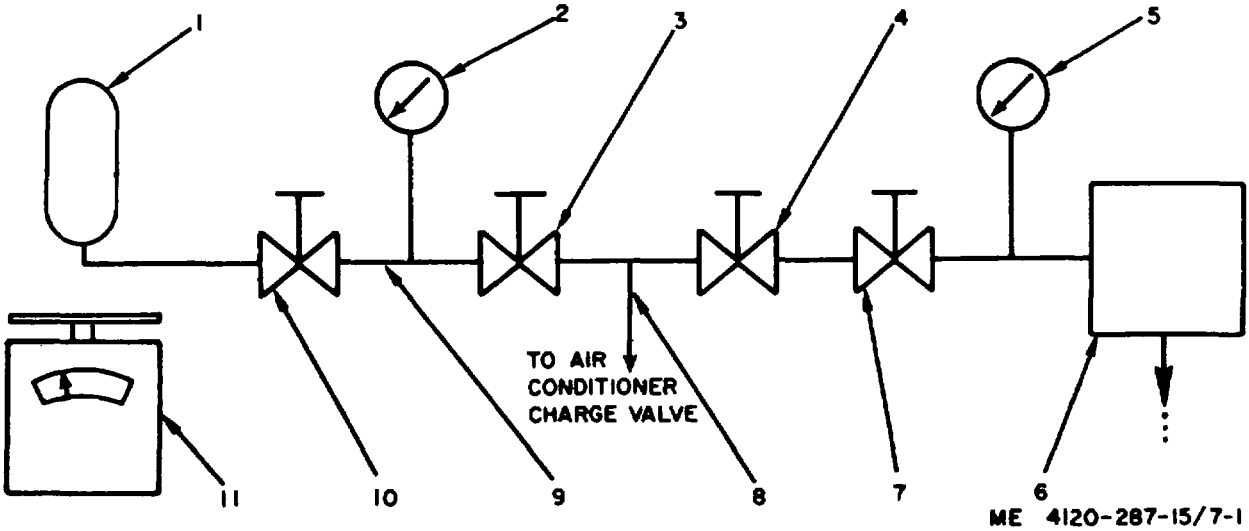 1
2
3
4
5
TO AIR
CONDITIONER
CHARGE VALVE
11
10
9
8
7
6
ME 4120-287-15/7-1